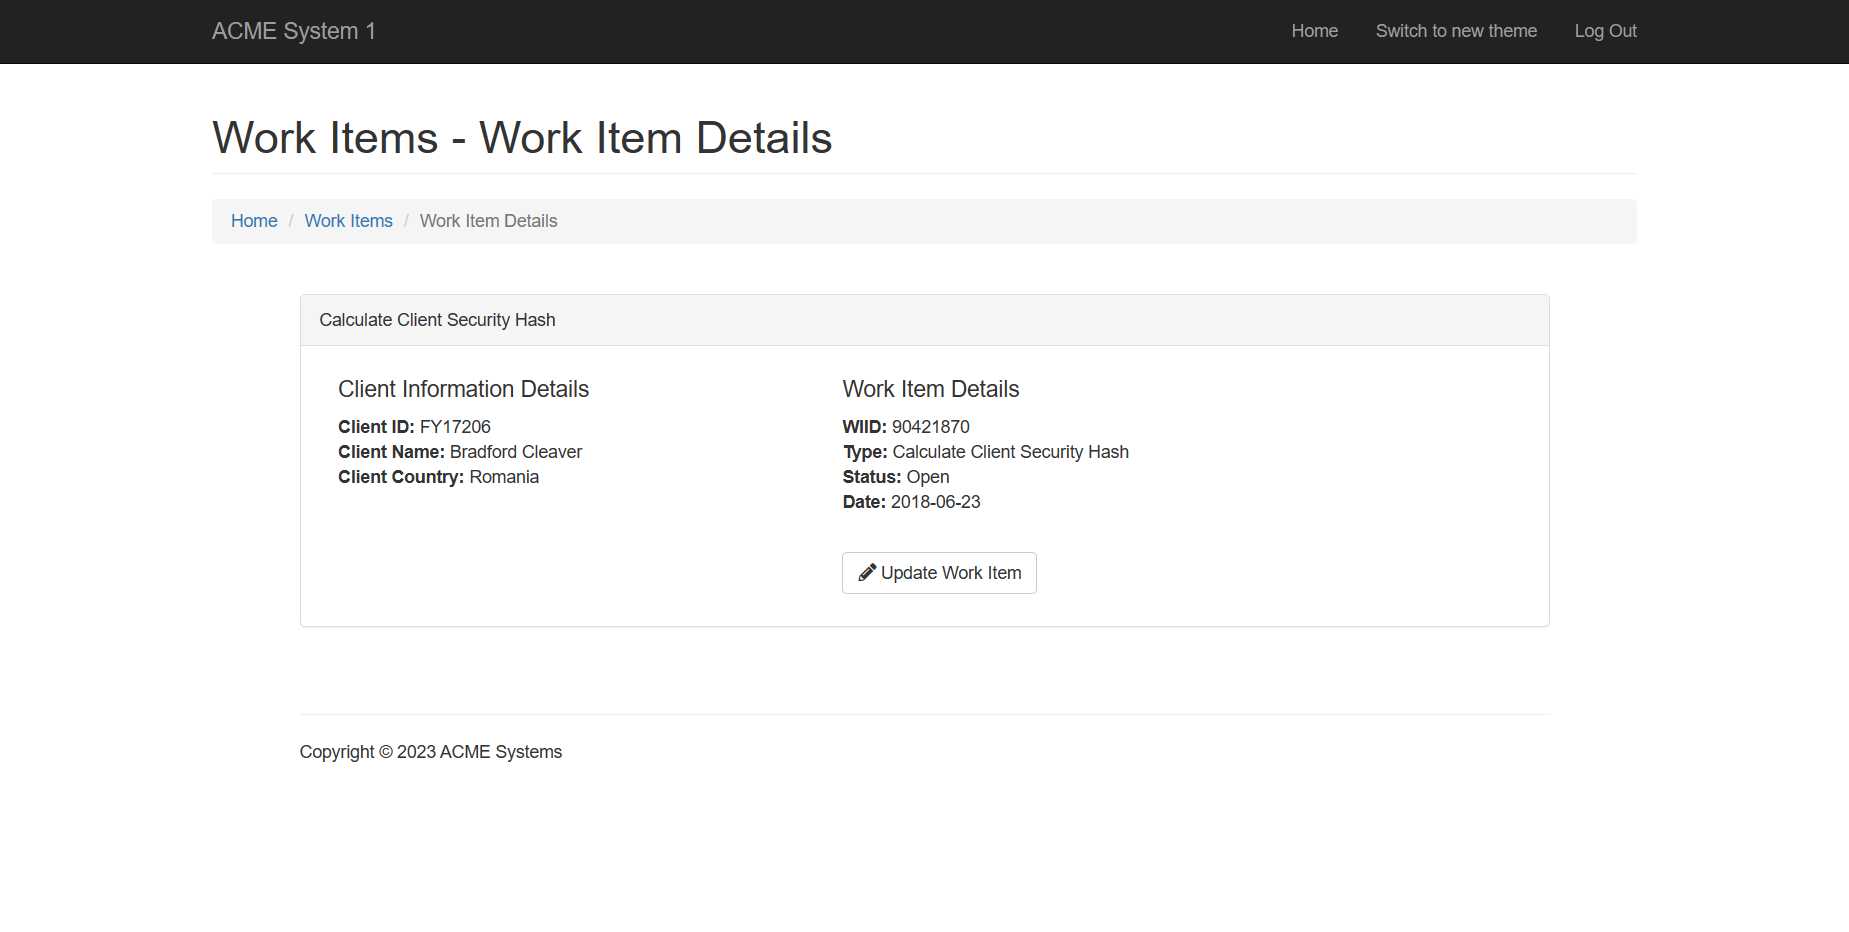 ACME System 1
Home
Switch to new theme
Log Out
Work Items - Work Item Details
Home / Work Items / Work Item Details
Calculate Client Security Hash
Client Information Details
Client ID: FY17206
Client Name: Bradford Cleaver
Client Country: Romania
Work Item Details
WIID: 90421870
Type: Calculate Client Security Hash
Status: Open
Date: 2018-06-23
Update Work Item
Copyright © 2023 ACME Systems